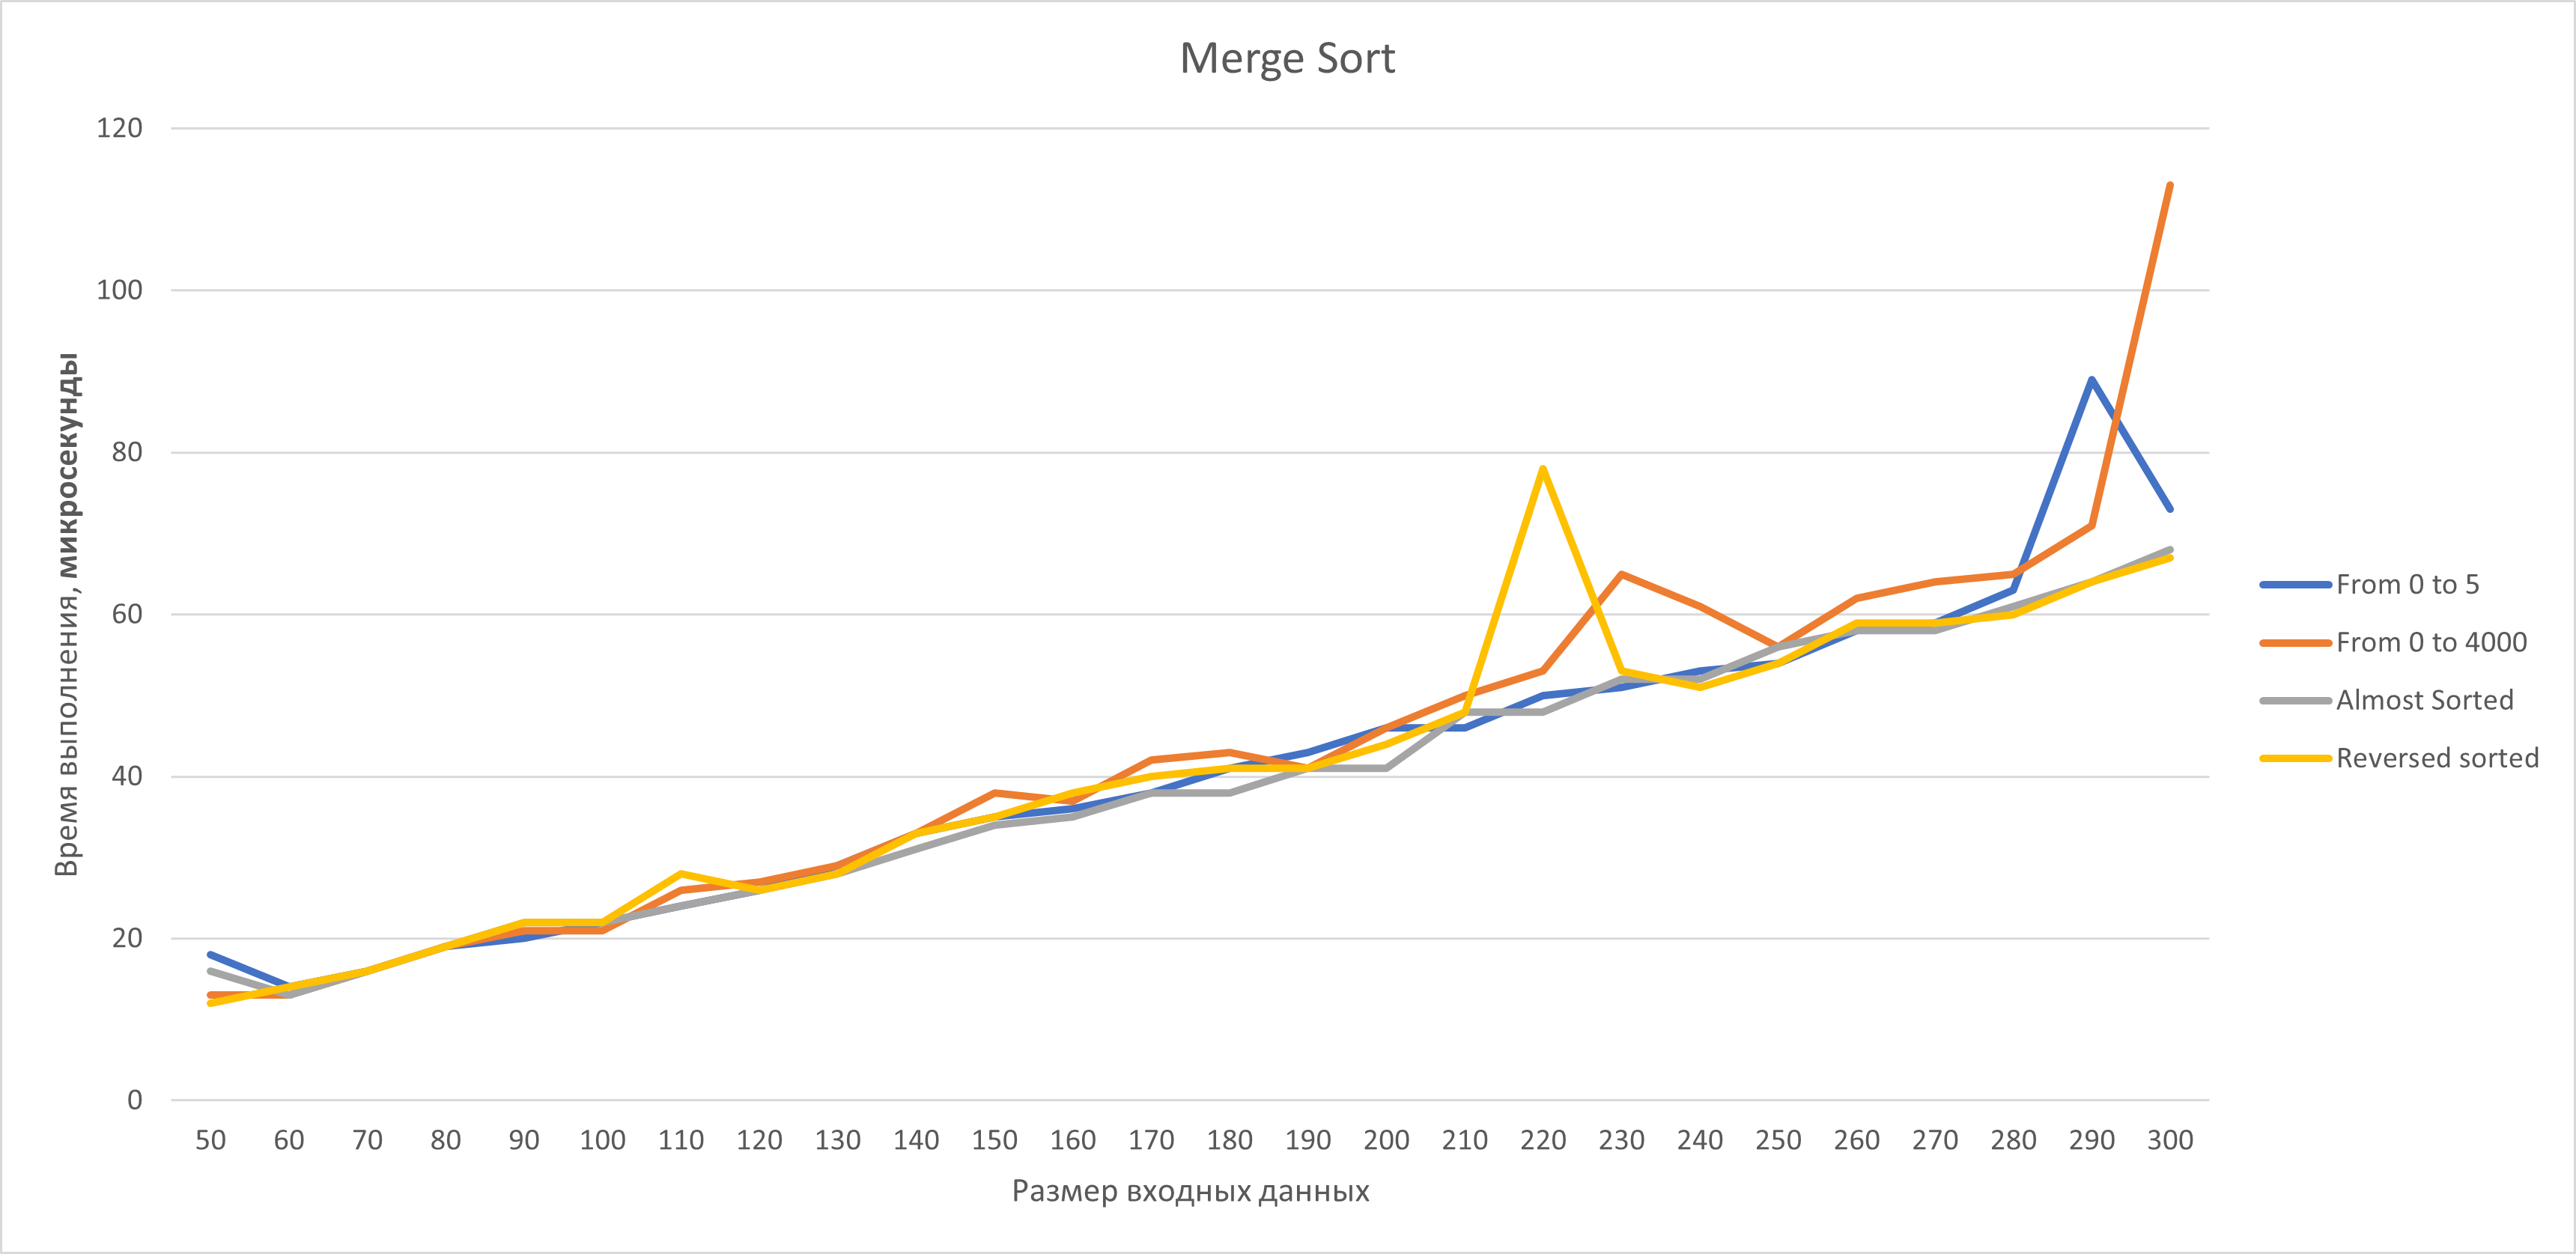 Merge Sort
120
100
80
60
40
20
0
Время выполнения, микросекунды
50 60 70 80 90 100 110 120 130 140 150 160 170 180 190 200 210 220 230 240 250 260 270 280 290 300
Размер входных данных
From 0 to 5
From 0 to 4000
Almost Sorted
Reversed sorted